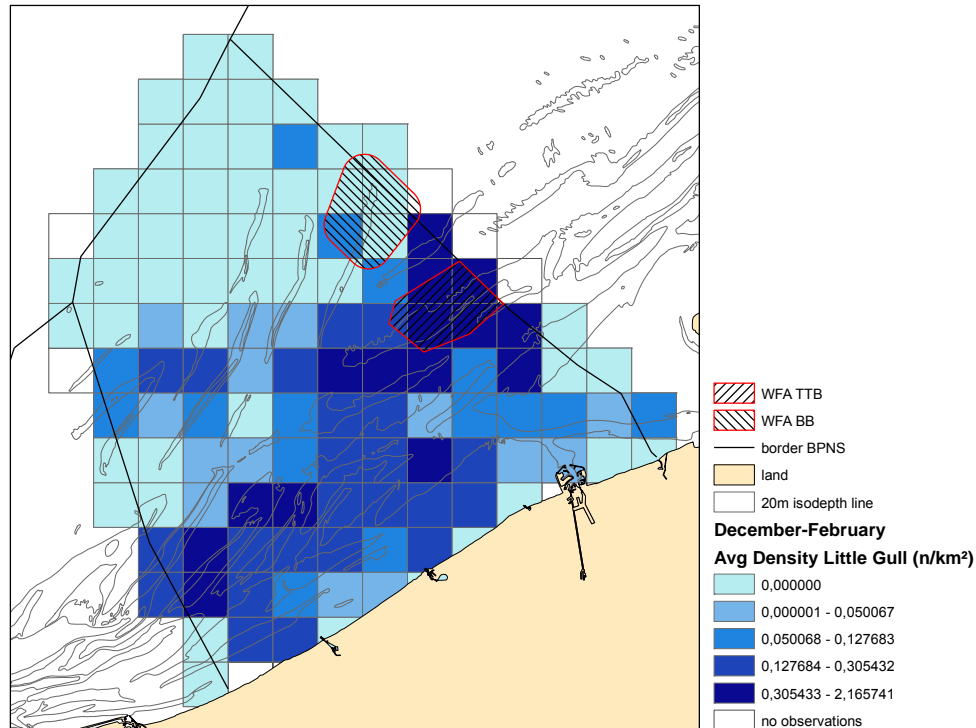 WFA TTB
WFA BB
border BPNS
land
20m isodepth line
December-February
Avg Density Little Gull (n/km²)
0,000000
0,000001 - 0,050067
0,050068 - 0,127683
0,127684 - 0,305432
0,305433 - 2,165741
no observations